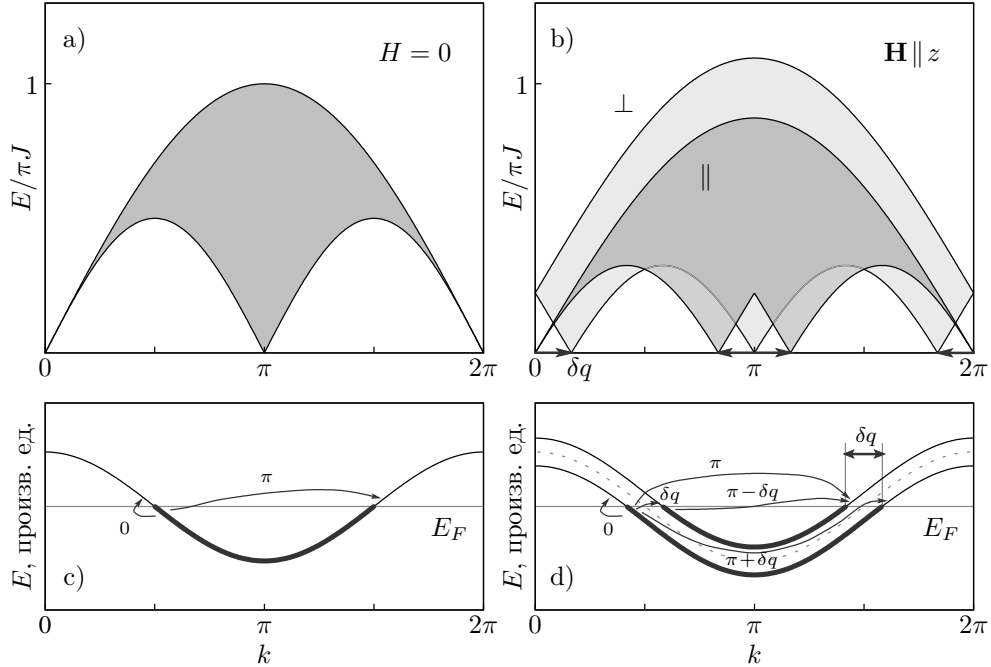 a)
H = 0
1
E/πJ
0
π
2π
b)
H ∥ z
1
⊥
∥
E/πJ
0
δq
π
2π
E, произв. ед.
π
0
E_F
c)
0
π
2π
k
E, произв. ед.
δq
π
δq
π−δq
0
E_F
π+δq
d)
0
π
2π
k